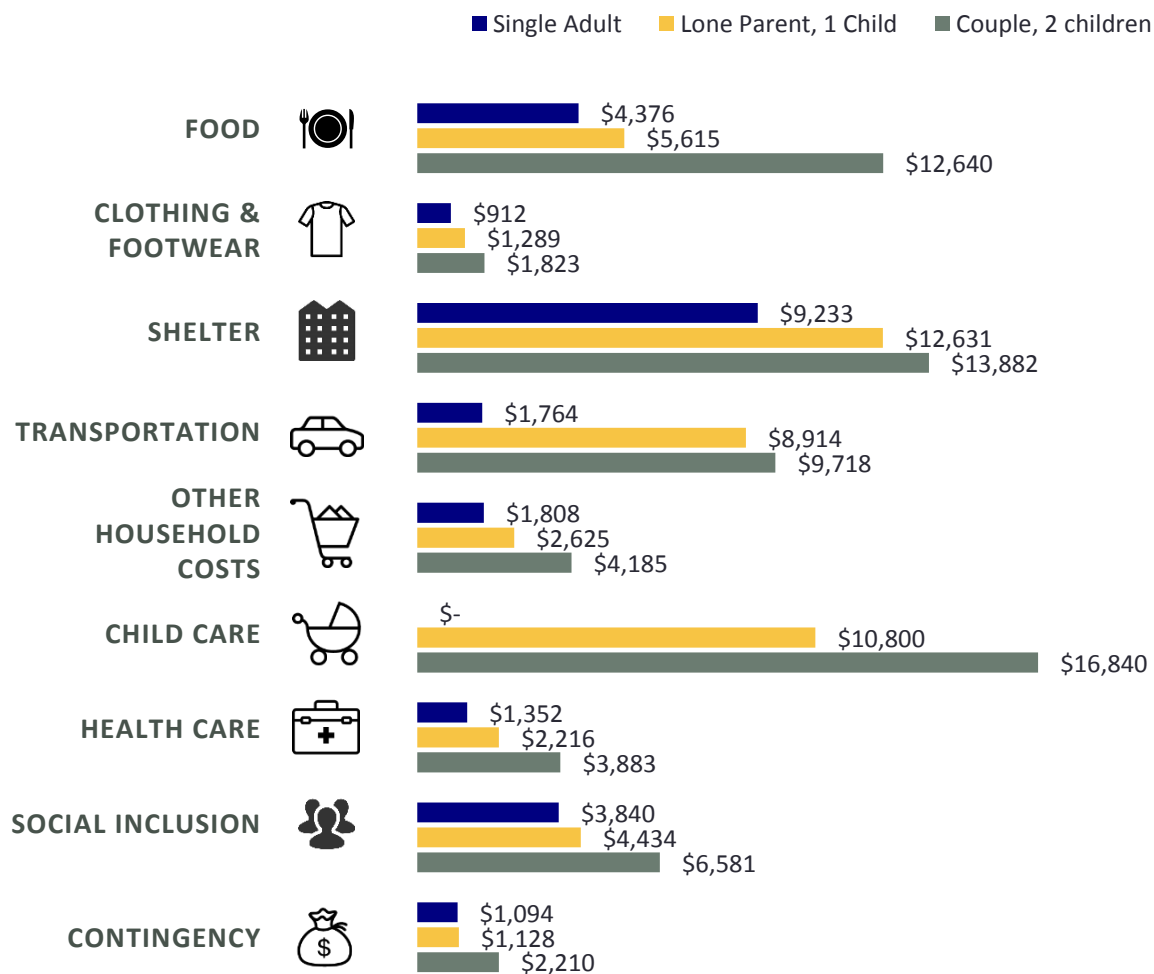 Single Adult Lone Parent, 1 Child Couple, 2 children
FOOD
$4,376
$5,615
$12,640
CLOTHING &
FOOTWEAR
$912
$1,289
$1,823
SHELTER
$9,233
$12,631
$13,882
TRANSPORTATION
$1,764
$8,914
$9,718
OTHER
HOUSEHOLD
COSTS
$1,808
$2,625
$4,185
CHILD CARE
$-
$10,800
$16,840
HEALTH CARE
$1,352
$2,216
$3,883
SOCIAL INCLUSION
$3,840
$4,434
$6,581
CONTINGENCY
$
$1,094
$1,128
$2,210